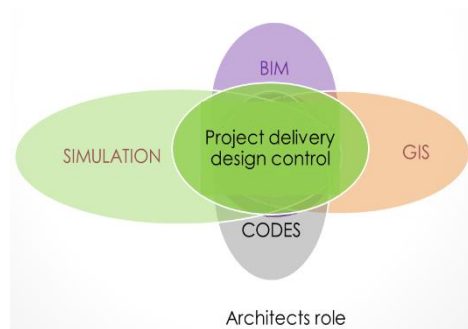 BIM
Project delivery
design control
SIMULATION
GIS
CODES
Architects role